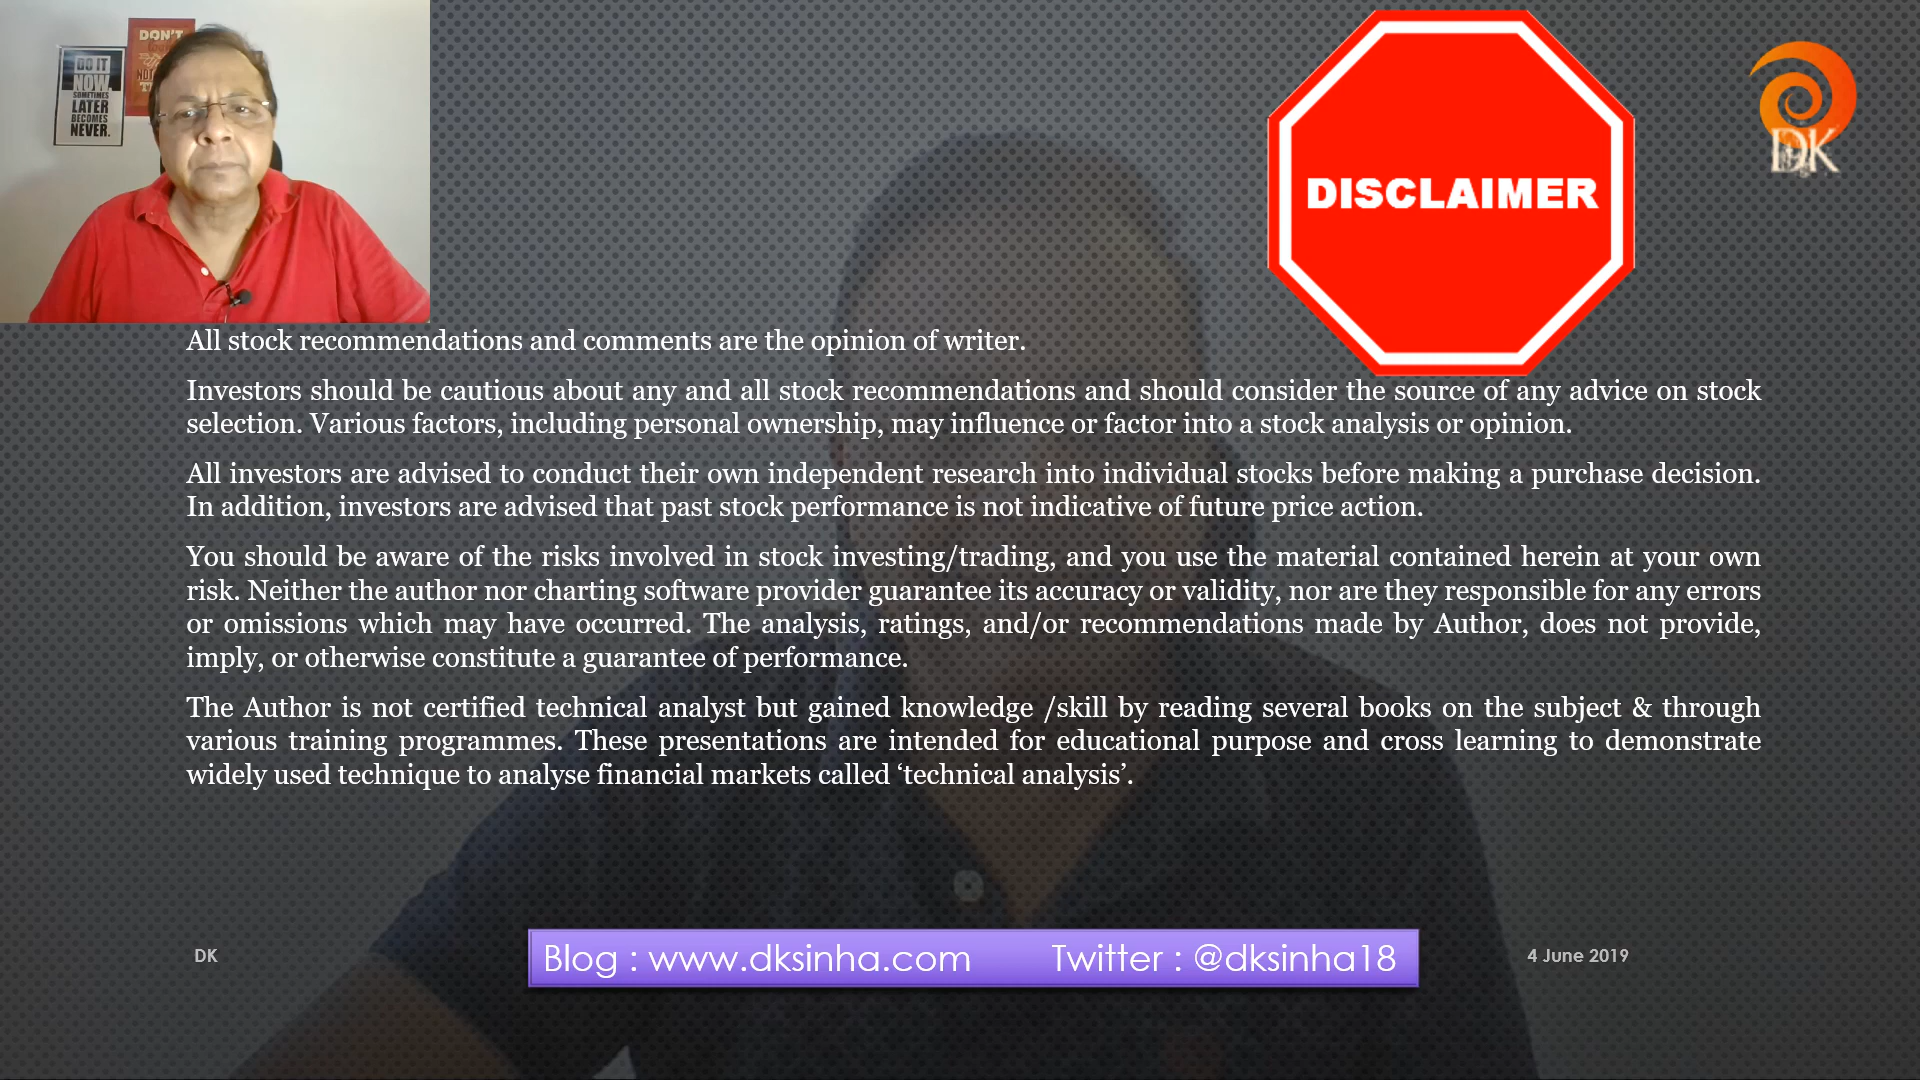 DON'T
DO IT
NOW.
SOMETIMES
LATER
BECOMES
NEVER.
DISCLAIMER
DK
All stock recommendations and comments are the opinion of writer.
Investors should be cautious about any and all stock recommendations and should consider the source of any advice on stock
selection. Various factors, including personal ownership, may influence or factor into a stock analysis or opinion.
All investors are advised to conduct their own independent research into individual stocks before making a purchase decision.
In addition, investors are advised that past stock performance is not indicative of future price action.
You should be aware of the risks involved in stock investing/trading, and you use the material contained herein at your own
risk. Neither the author nor charting software provider guarantee its accuracy or validity, nor are they responsible for any errors
or omissions which may have occurred. The analysis, ratings, and/or recommendations made by Author, does not provide,
imply, or otherwise constitute a guarantee of performance.
The Author is not certified technical analyst but gained knowledge /skill by reading several books on the subject & through
various training programmes. These presentations are intended for educational purpose and cross learning to demonstrate
widely used technique to analyse financial markets called ‘technical analysis’.
DK
Blog : www.dksinha.com Twitter : @dksinha18
4 June 2019